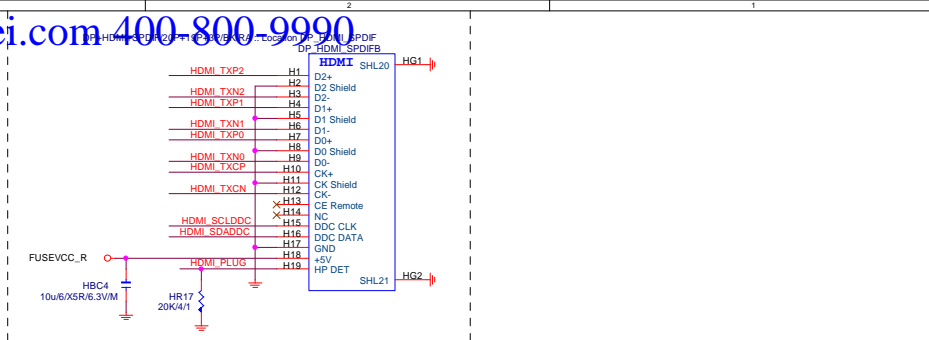 2
1
ei.com 400-800-9990
DP_HDMI_SPDIFB
HDMI
SHL20
HG1
HDMI_TXP2
H1
D2+
H2
D2 Shield
HDMI_TXN2
H3
D2-
HDMI_TXP1
H4
D1+
H5
D1 Shield
HDMI_TXN1
H6
D1-
HDMI_TXP0
H7
D0+
H8
D0 Shield
HDMI_TXN0
H9
D0-
HDMI_TXCP
H10
CK+
H11
CK Shield
HDMI_TXCN
H12
CK-
H13
CE Remote
H14
NC
HDMI_SCLDDC
H15
DDC CLK
HDMI_SDADDC
H16
DDC DATA
H17
GND
FUSEVCC_R
H18
+5V
HDMI_PLUG
H19
HP DET
SHL21
HG2
HBC4
10u/6/X5R/6.3V/M
HR17
20K/4/1